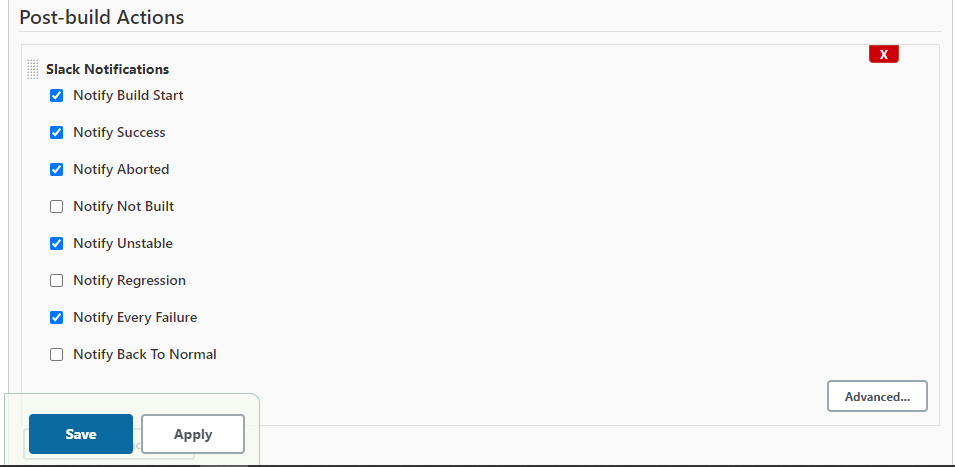 Post-build Actions
X
Slack Notifications
Notify Build Start
Notify Success
Notify Aborted
Notify Not Built
Notify Unstable
Notify Regression
Notify Every Failure
Notify Back To Normal
Advanced...
Save
Apply